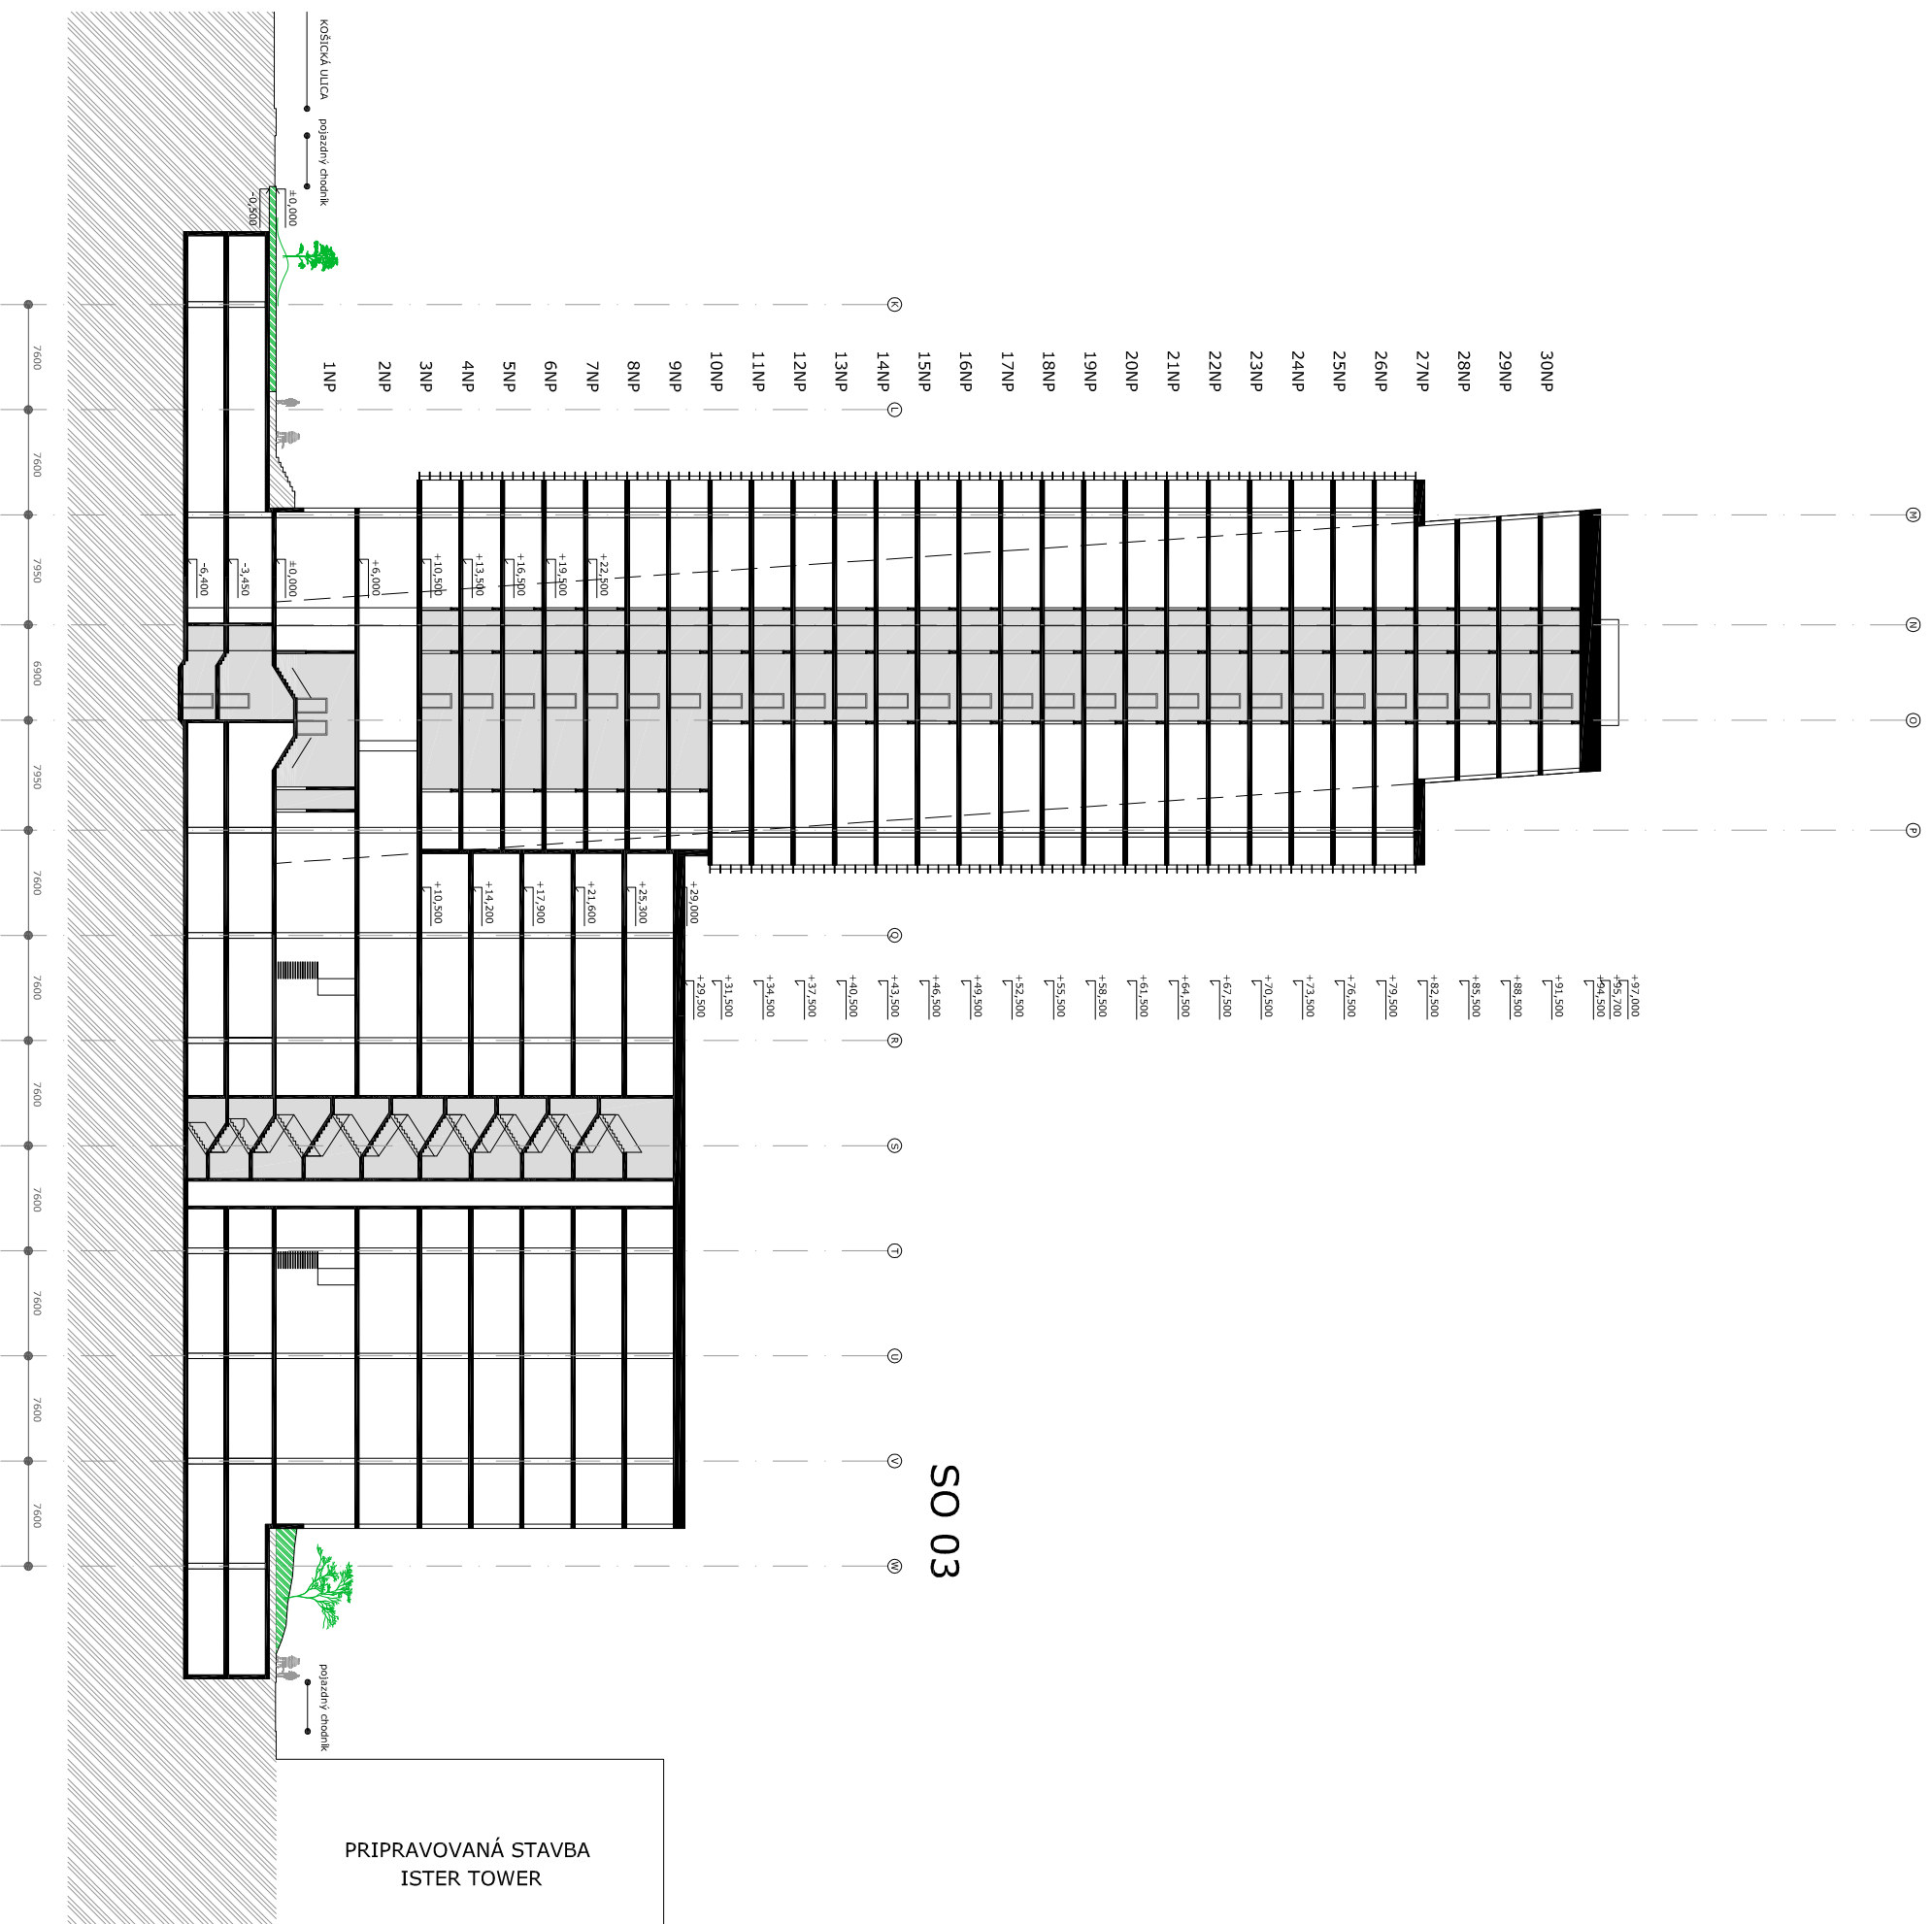 KOŠICKÁ ULICA
pojazdný chodník
±0,000
-0,500
K
L
M
N
O
P
Q
R
S
T
U
V
W
7600
7600
7950
6900
7950
7600
7600
7600
7600
7600
7600
7600
1NP
2NP
3NP
4NP
5NP
6NP
7NP
8NP
9NP
10NP
11NP
12NP
13NP
14NP
15NP
16NP
17NP
18NP
19NP
20NP
21NP
22NP
23NP
24NP
25NP
26NP
27NP
28NP
29NP
30NP
-6,400
-3,450
±0,000
+6,000
+10,500
+13,500
+16,500
+19,500
+22,500
+10,500
+14,200
+17,900
+21,600
+25,300
+29,000
+29,500
+31,500
+34,500
+37,500
+40,500
+43,500
+46,500
+49,500
+52,500
+55,500
+58,500
+61,500
+64,500
+67,500
+70,500
+73,500
+76,500
+79,500
+82,500
+85,500
+88,500
+91,500
+94,500
+95,700
+97,000
SO 03
pojazdný chodník
PRIPRAVOVANÁ STAVBA
ISTER TOWER